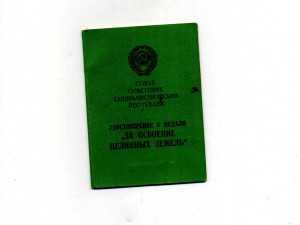 СОЮЗ
СОВЕТСКИХ
СОЦИАЛИСТИЧЕСКИХ
РЕСПУБЛИК
УДОСТОВЕРЕНИЕ К МЕДАЛИ
„ЗА ОСВОЕНИЕ
ЦЕЛИННЫХ ЗЕМЕЛЬ“